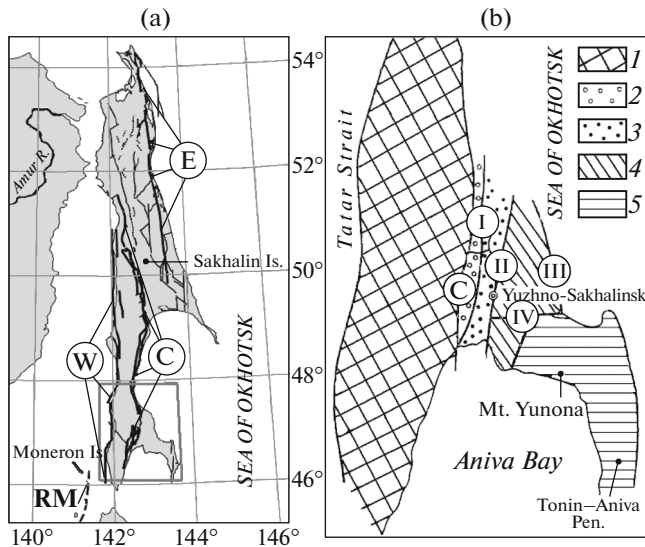 (a)
(b)
54°
52°
50°
48°
46°
140°
142°
144°
146°
Amur R.
E
Sakhalin Is.
W
C
Moneron Is.
RM
SEA OF OKHOTSK
Tatar Strait
SEA OF OKHOTSK
1
2
3
4
5
I
II
III
C
Yuzhno-Sakhalinsk
IV
Mt. Yunona
Aniva Bay
Tonin–Aniva
Pen.